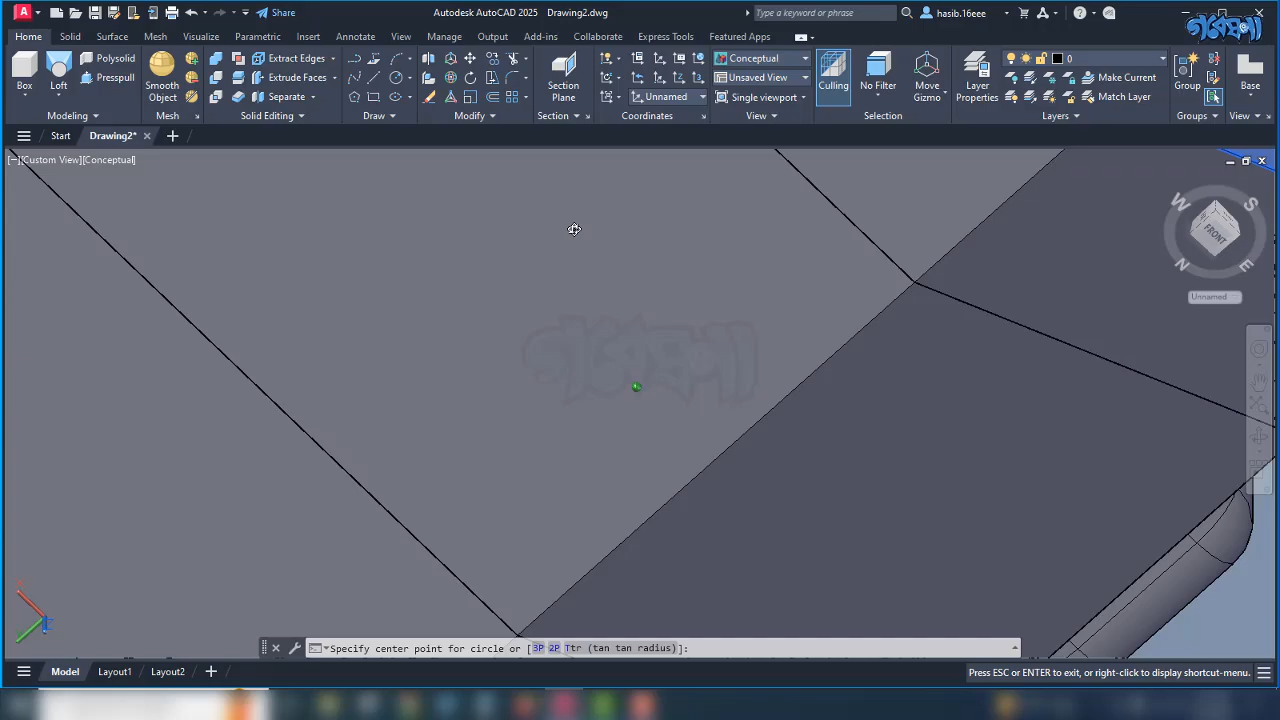 Autodesk AutoCAD 2025 Drawing2.dwg
Share
Type a keyword or phrase
hasib.16eee
Home Solid Surface Mesh Visualize Parametric Insert Annotate View Manage Output Add-ins Collaborate Express Tools Featured Apps
Box Loft Polysolid Presspull
Smooth Object
Extract Edges
Extrude Faces
Separate
Section Plane
Unnamed
Conceptual
Unsaved View
Single viewport
Culling No Filter Move Gizmo
Layer Properties
0
Make Current
Match Layer
Group Base
Modeling Mesh Solid Editing Draw Modify Section Coordinates View Selection Layers Groups View
Start Drawing2*
[−][Custom View][Conceptual]
W S N E
FRONT
Unnamed
গবেষণা
Specify center point for circle or [3P 2P Ttr (tan tan radius)]:
Model Layout1 Layout2
Press ESC or ENTER to exit, or right-click to display shortcut-menu.